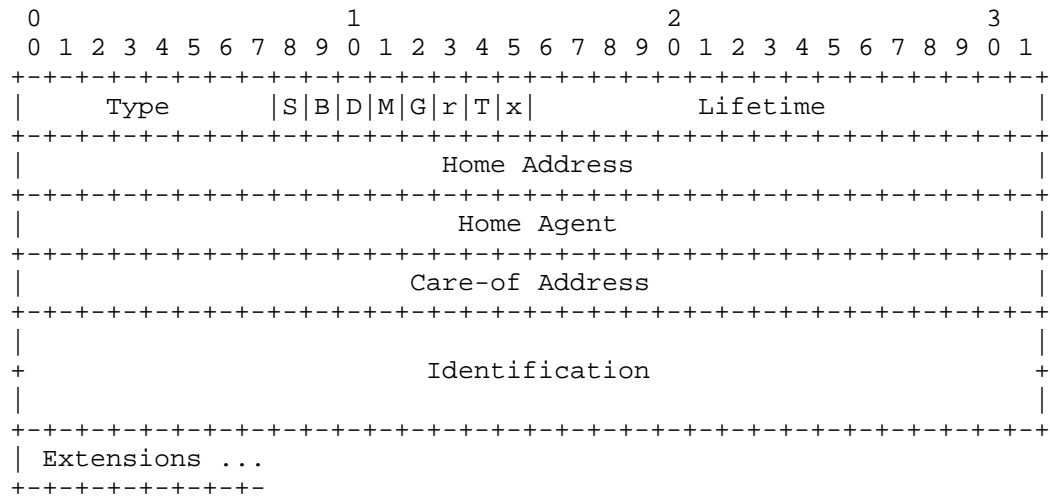 0                   1                   2                   3
0 1 2 3 4 5 6 7 8 9 0 1 2 3 4 5 6 7 8 9 0 1 2 3 4 5 6 7 8 9 0 1
+-+-+-+-+-+-+-+-+-+-+-+-+-+-+-+-+-+-+-+-+-+-+-+-+-+-+-+-+-+-+-+-+
|     Type      |S|B|D|M|G|r|T|x|          Lifetime             |
+-+-+-+-+-+-+-+-+-+-+-+-+-+-+-+-+-+-+-+-+-+-+-+-+-+-+-+-+-+-+-+-+
|                          Home Address                         |
+-+-+-+-+-+-+-+-+-+-+-+-+-+-+-+-+-+-+-+-+-+-+-+-+-+-+-+-+-+-+-+-+
|                           Home Agent                          |
+-+-+-+-+-+-+-+-+-+-+-+-+-+-+-+-+-+-+-+-+-+-+-+-+-+-+-+-+-+-+-+-+
|                        Care-of Address                        |
+-+-+-+-+-+-+-+-+-+-+-+-+-+-+-+-+-+-+-+-+-+-+-+-+-+-+-+-+-+-+-+-+
|                                                               |
+                         Identification                        +
|                                                               |
+-+-+-+-+-+-+-+-+-+-+-+-+-+-+-+-+-+-+-+-+-+-+-+-+-+-+-+-+-+-+-+-+
| Extensions ...
+-+-+-+-+-+-+-+-